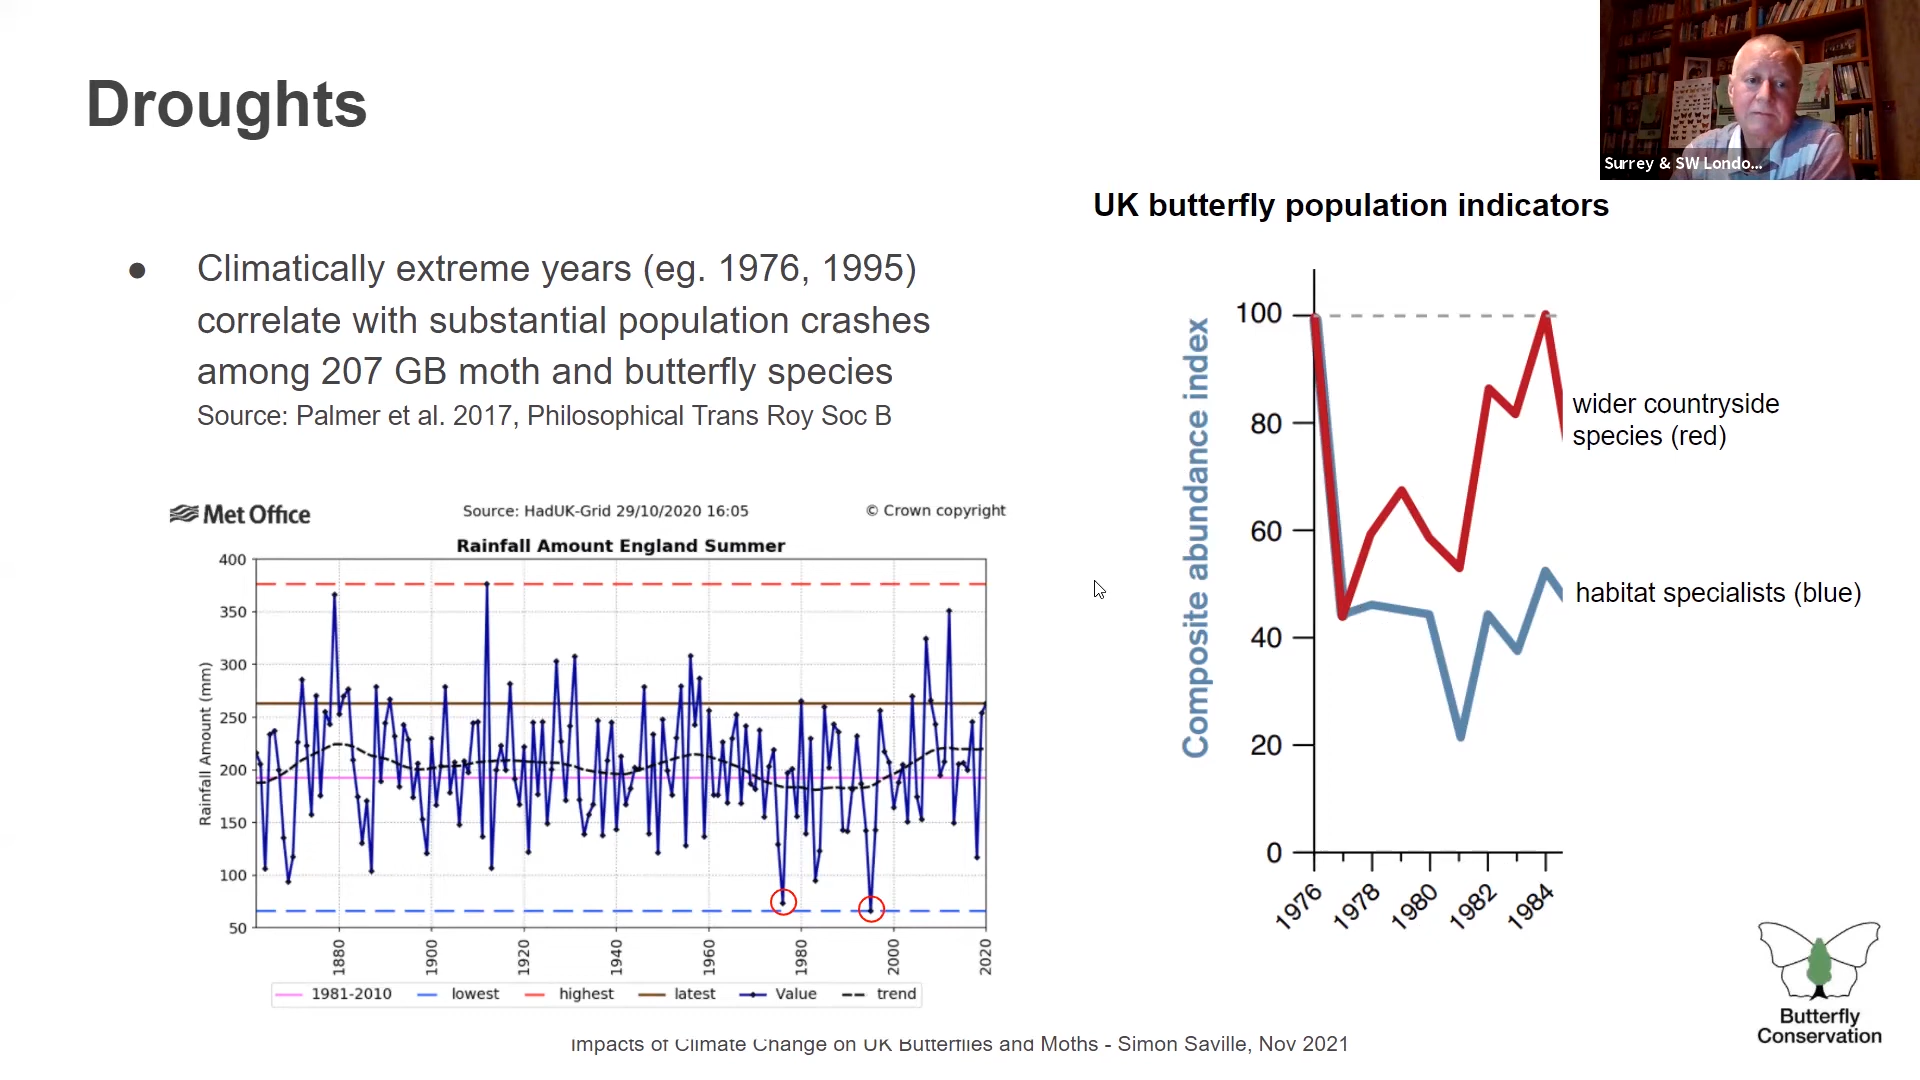 Droughts
Surrey & SW Londo...
● Climatically extreme years (eg. 1976, 1995)
correlate with substantial population crashes
among 207 GB moth and butterfly species
Source: Palmer et al. 2017, Philosophical Trans Roy Soc B
Met Office
Source: HadUK-Grid 29/10/2020 16:05
© Crown copyright
Rainfall Amount England Summer
Rainfall Amount (mm)
400
350
300
250
200
150
100
50
1880
1900
1920
1940
1960
1980
2000
2020
1981-2010
lowest
highest
latest
Value
trend
UK butterfly population indicators
Composite abundance index
100
80
60
40
20
0
1976
1978
1980
1982
1984
wider countryside
species (red)
habitat specialists (blue)
Butterfly
Conservation
Impacts of Climate Change on UK Butterflies and Moths - Simon Saville, Nov 2021